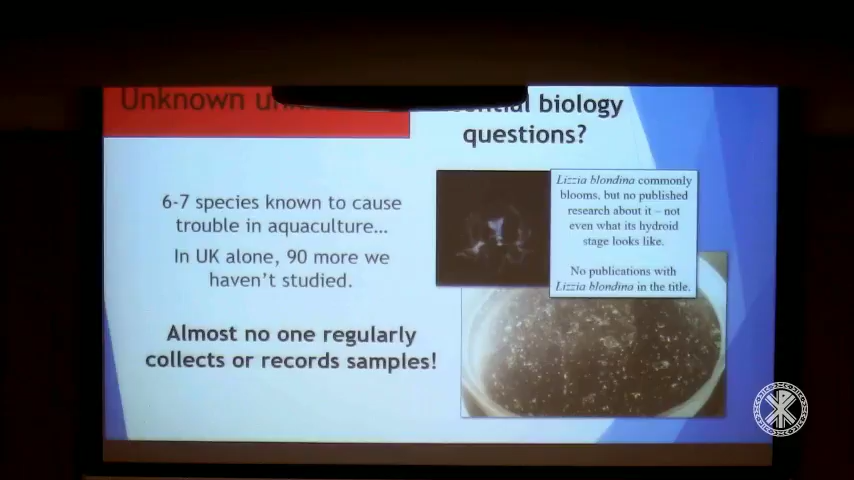 Unknown
biology
questions?
6-7 species known to cause
trouble in aquaculture...
In UK alone, 90 more we
haven't studied.
Almost no one regularly
collects or records samples!
Lizzia blondina commonly
blooms, but no published
research about it – not
even what its hydroid
stage looks like.
No publications with
Lizzia blondina in the title.